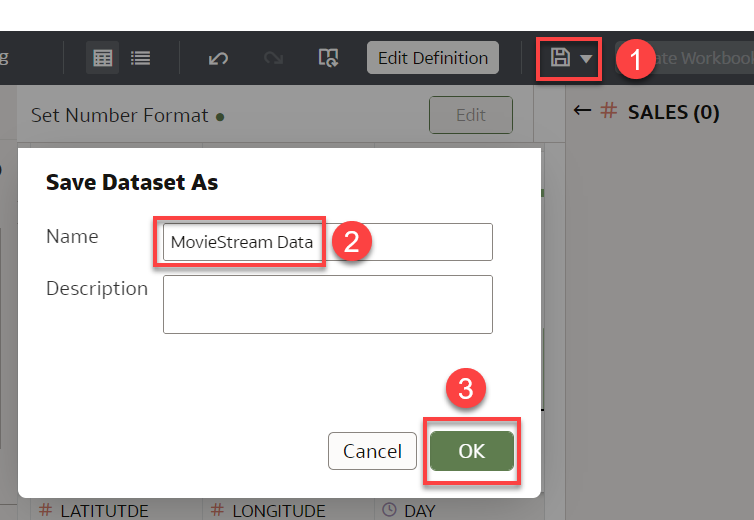 g
Edit Definition
1
ate Workbook
Set Number Format
Edit
SALES (0)
Save Dataset As
Name
MovieStream Data
2
Description
3
Cancel
OK
LATITUTDE
LONGITUDE
DAY